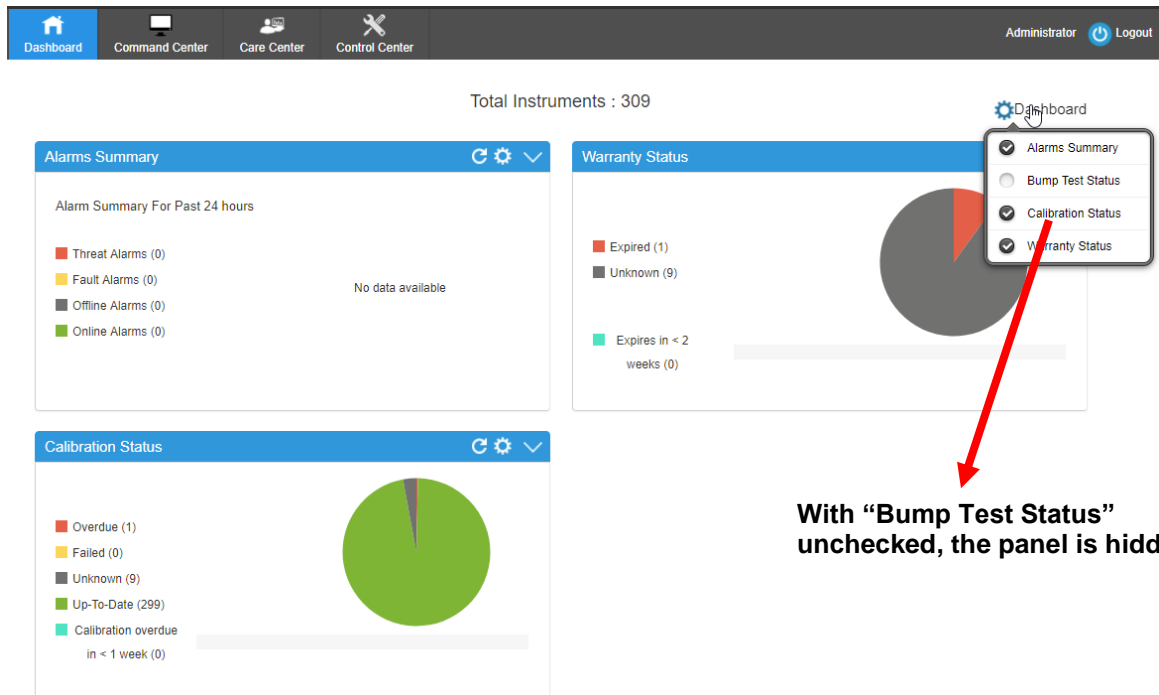 Dashboard
Command Center
Care Center
Control Center
Administrator
Logout
Total Instruments : 309
Dashboard
Alarms Summary
Bump Test Status
Calibration Status
Warranty Status
Alarms Summary
Alarm Summary For Past 24 hours
Threat Alarms (0)
Fault Alarms (0)
Offline Alarms (0)
Online Alarms (0)
No data available
Warranty Status
Expired (1)
Unknown (9)
Expires in < 2
weeks (0)
Calibration Status
Overdue (1)
Failed (0)
Unknown (9)
Up-To-Date (299)
Calibration overdue
in < 1 week (0)
With “Bump Test Status”
unchecked, the panel is hidd